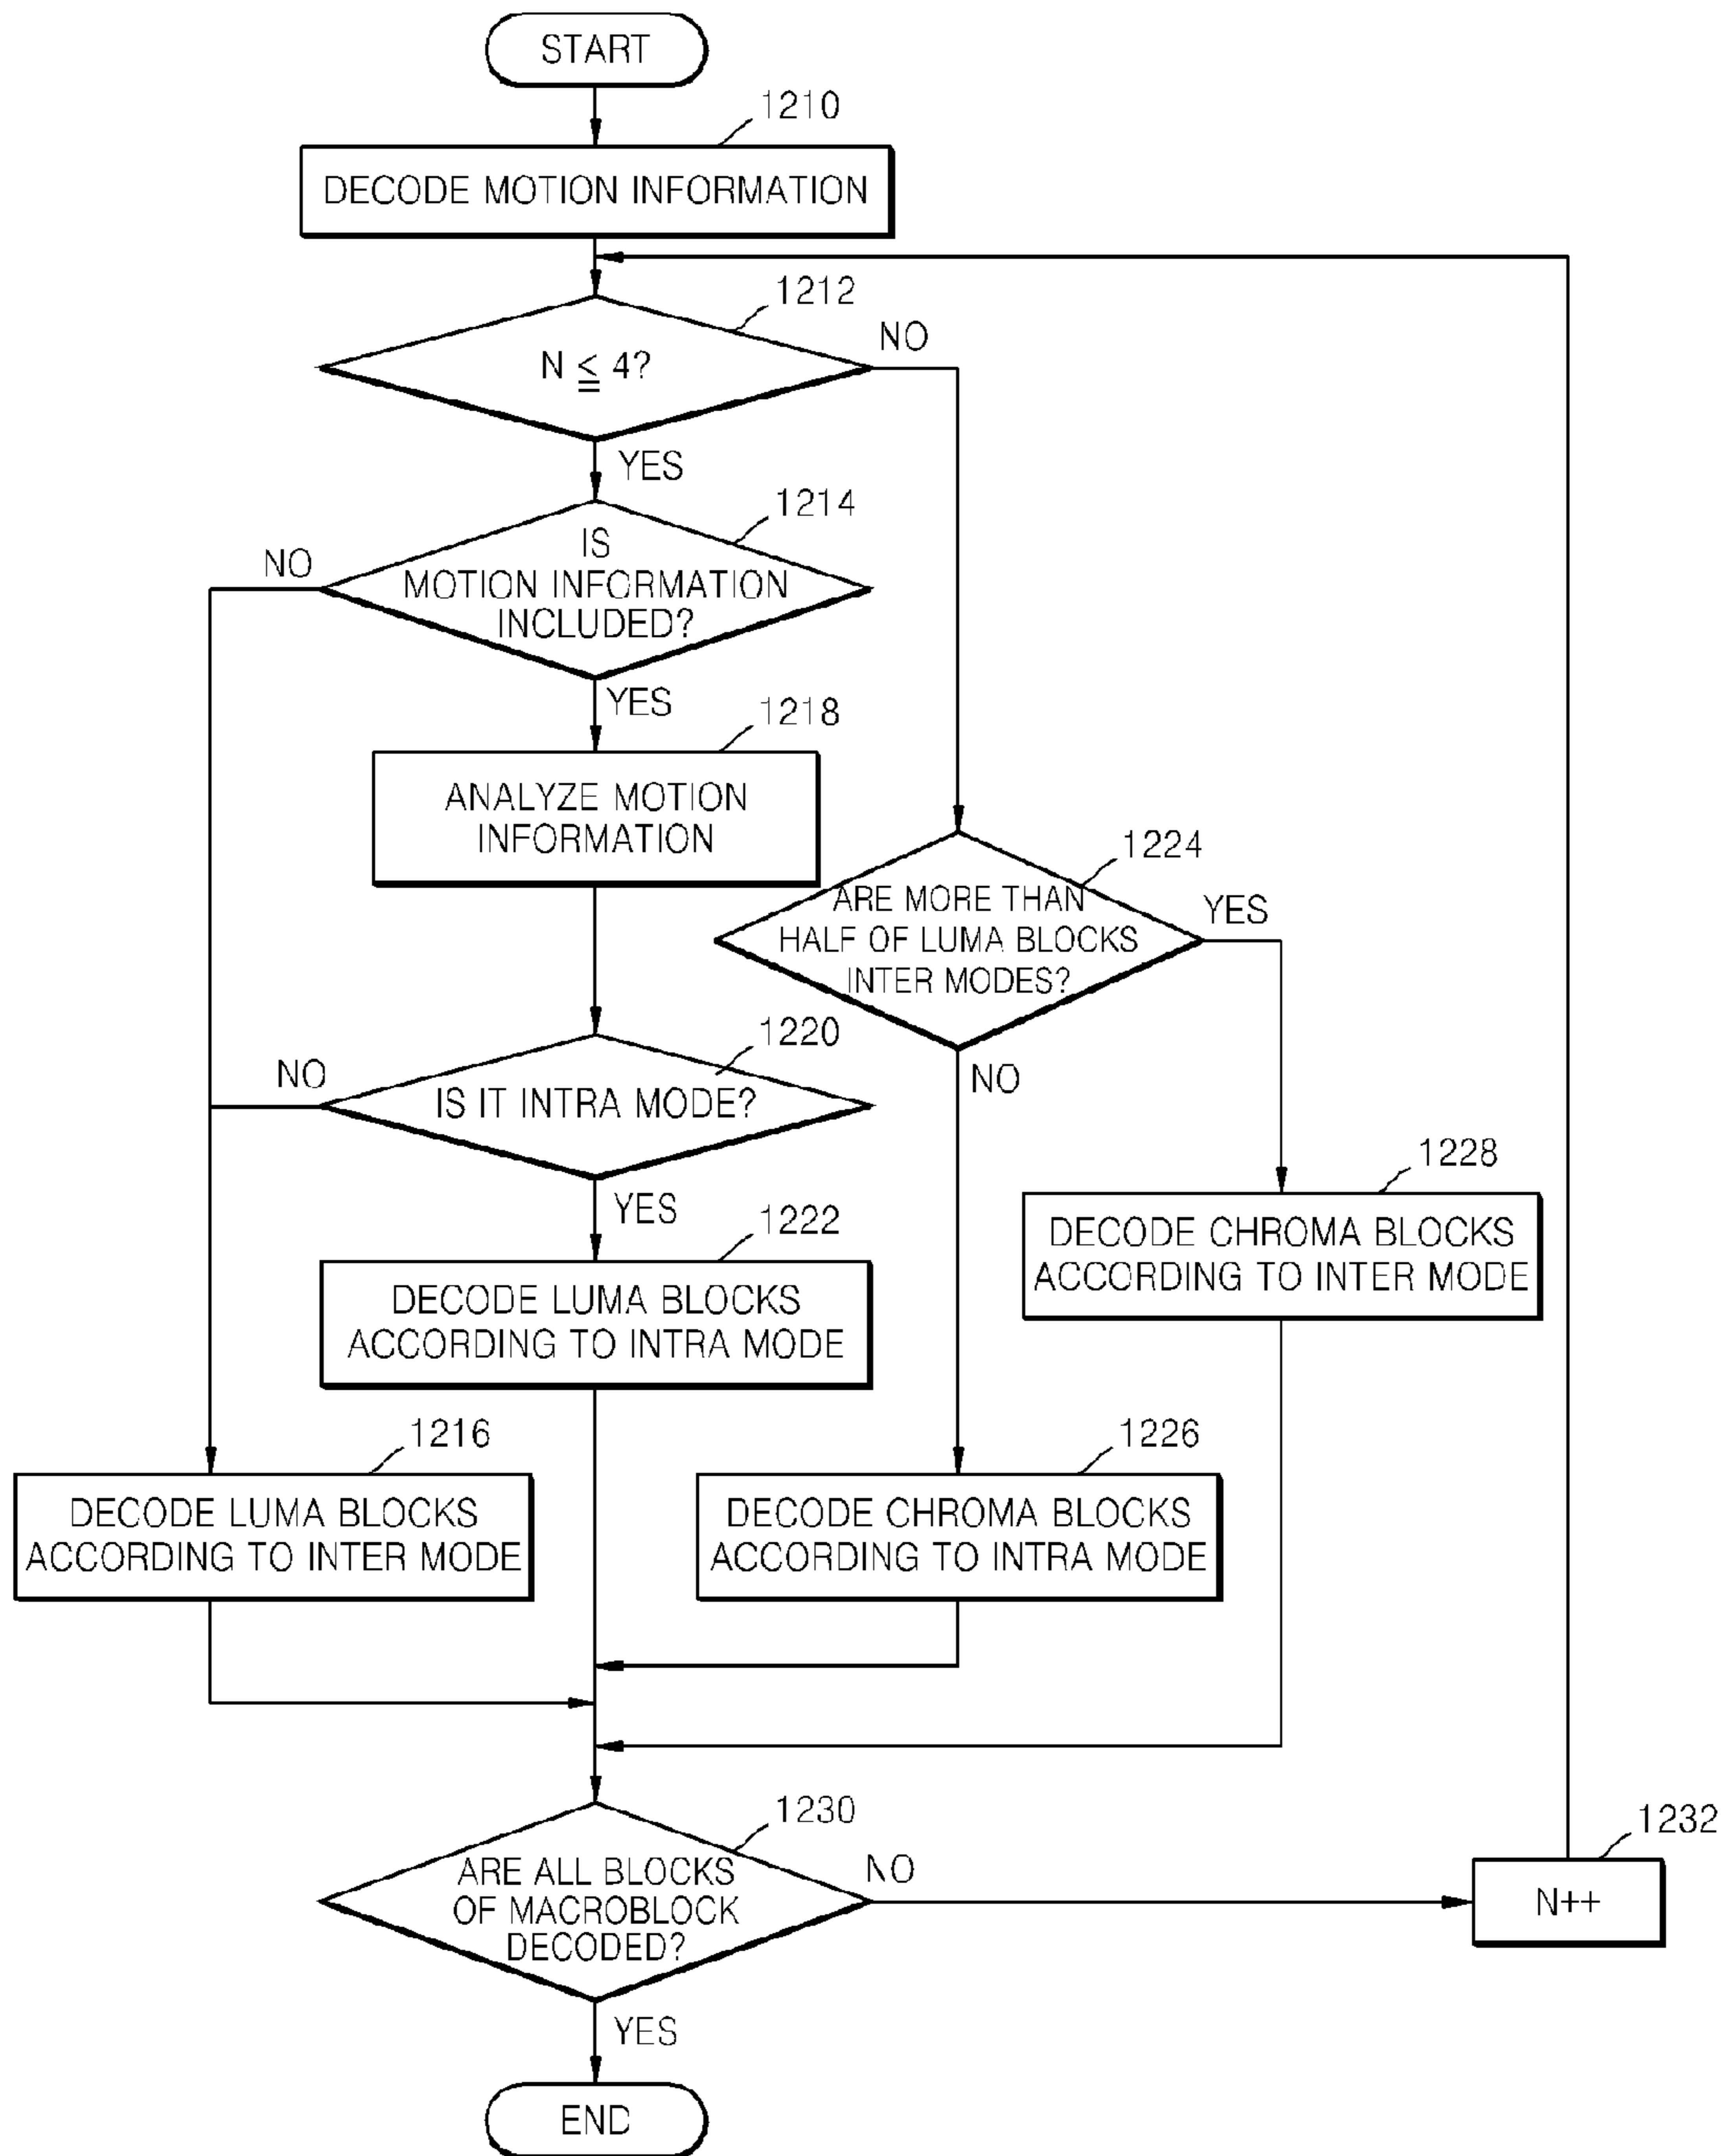 START
1210
DECODE MOTION INFORMATION
1212
NO
N ≦ 4?
YES
1214
NO
IS
MOTION INFORMATION
INCLUDED?
YES
1218
ANALYZE MOTION
INFORMATION
1224
ARE MORE THAN
HALF OF LUMA BLOCKS
INTER MODES?
YES
NO
1220
NO
IS IT INTRA MODE?
YES
1228
DECODE CHROMA BLOCKS
ACCORDING TO INTER MODE
1222
DECODE LUMA BLOCKS
ACCORDING TO INTRA MODE
1216
DECODE LUMA BLOCKS
ACCORDING TO INTER MODE
1226
DECODE CHROMA BLOCKS
ACCORDING TO INTRA MODE
1230
ARE ALL BLOCKS
OF MACROBLOCK
DECODED?
NO
1232
N++
YES
END